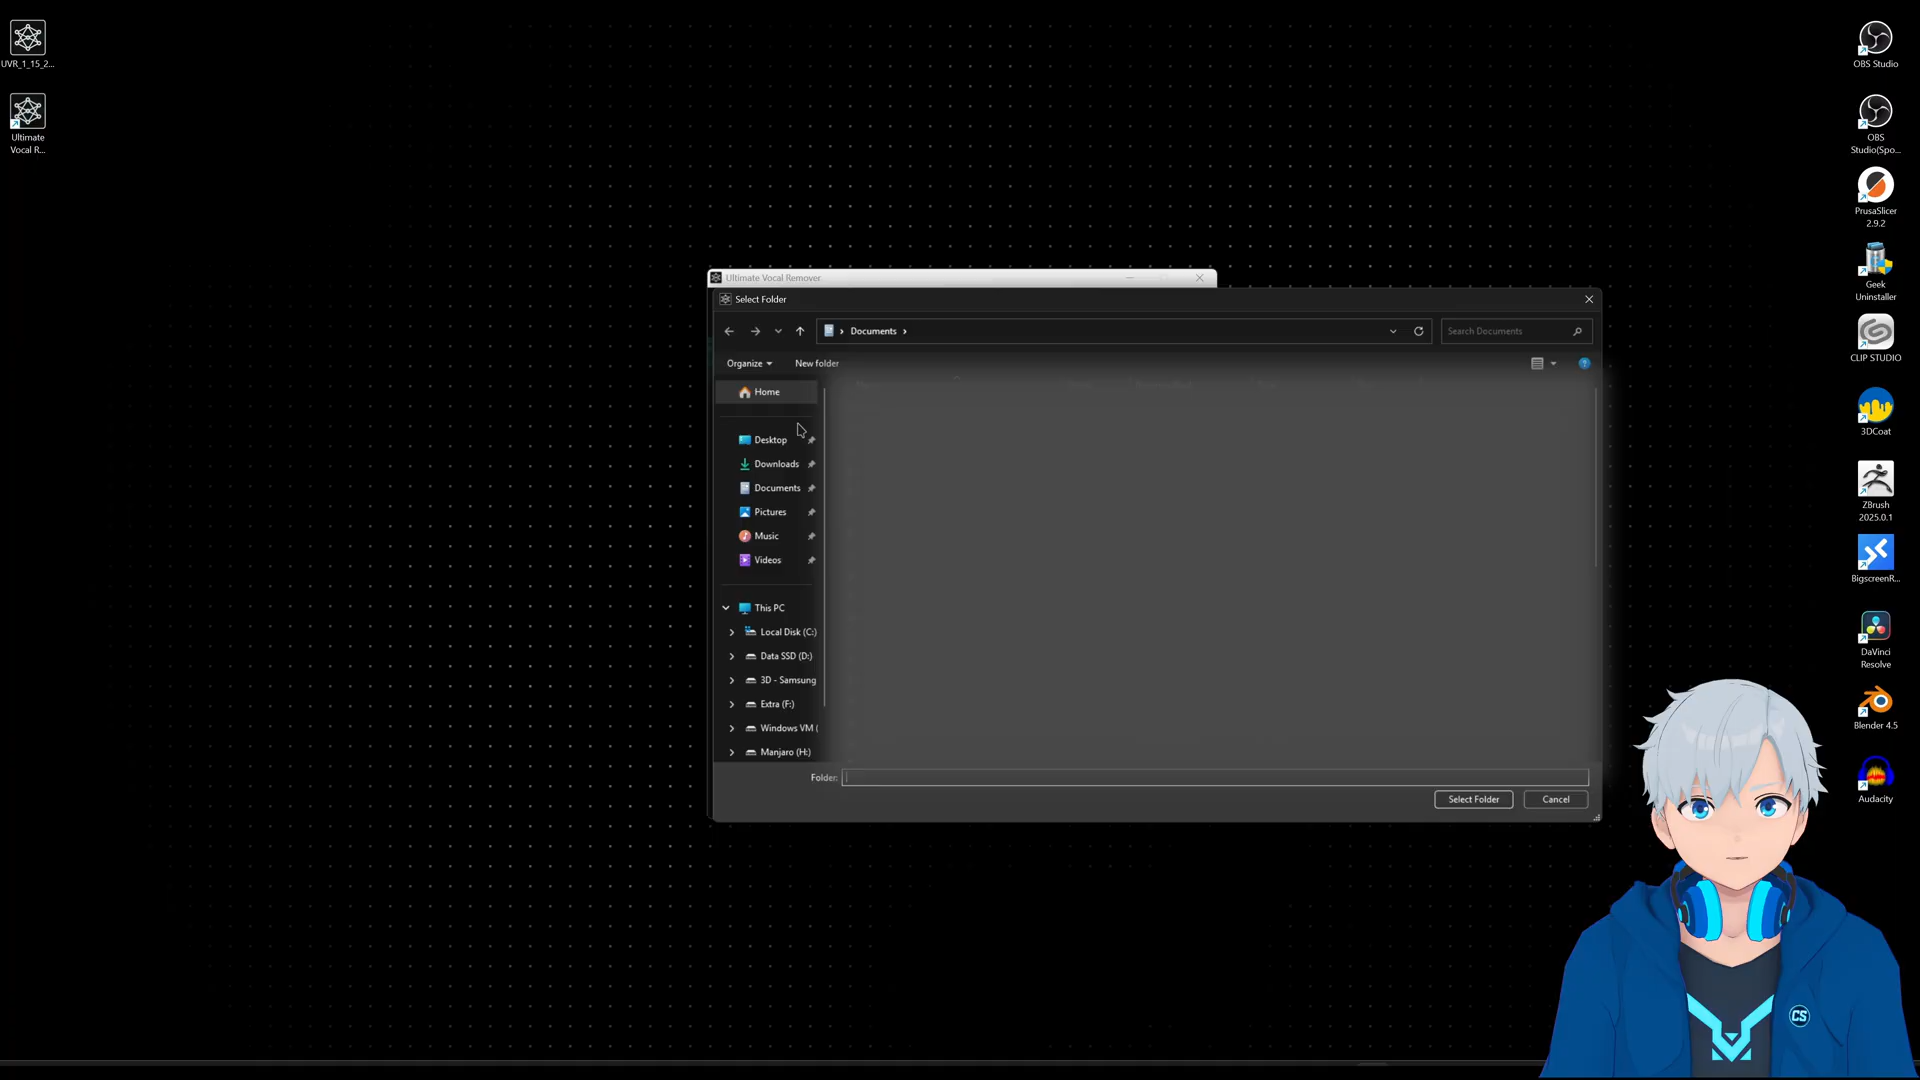 UVR_1_15_2...
Ultimate
Vocal R...
Ultimate Vocal Remover
Select Folder
Documents
Search Documents
Organize
New folder
Home
Desktop
Downloads
Documents
Pictures
Music
Videos
This PC
Local Disk (C:)
Data SSD (D:)
3D - Samsung
Extra (F:)
Windows VM (
Manjaro (H:)
Folder:
Select Folder
Cancel
OBS Studio
OBS
Studio(Spo...
PrusaSlicer
2.9.2
Geek
Uninstaller
CLIP STUDIO
3DCoat
ZBrush
2025.0.1
BigscreenR...
DaVinci
Resolve
Blender 4.5
Audacity
CS